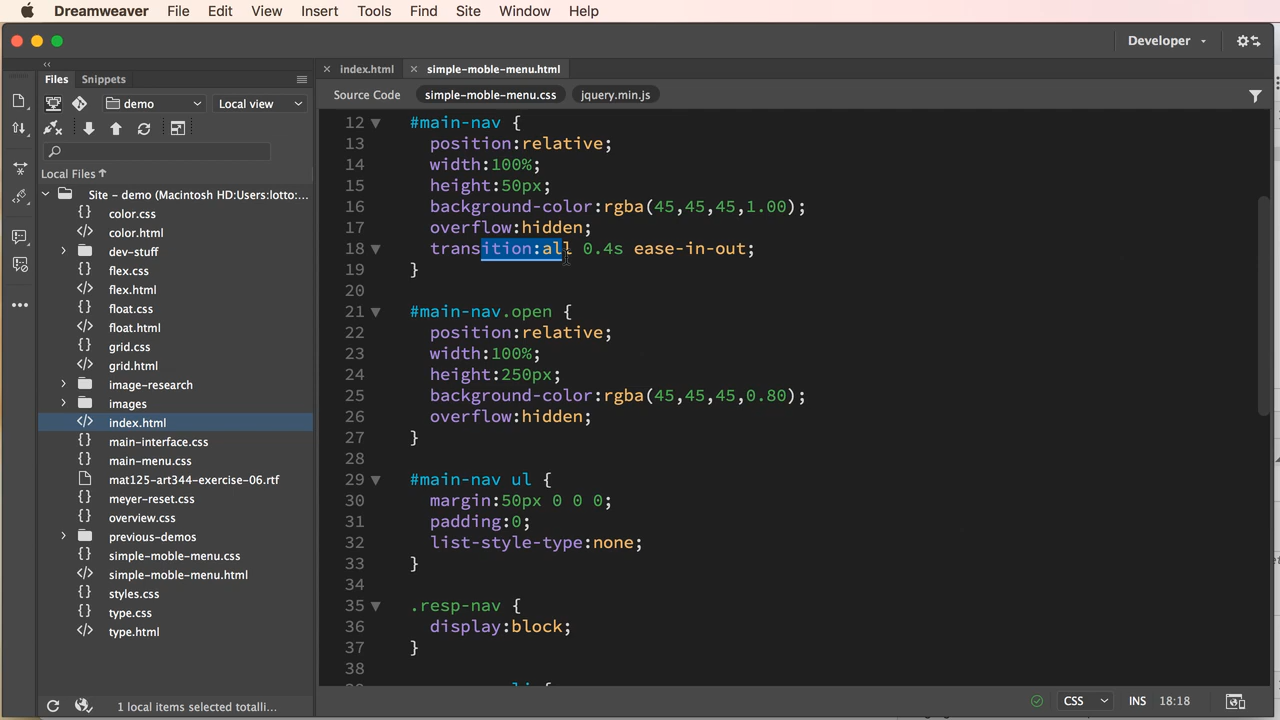 Dreamweaver File Edit View Insert Tools Find Site Window Help
Developer
Files Snippets
index.html simple-moble-menu.html
demo Local view
Source Code simple-moble-menu.css jquery.min.js
Local Files
Site - demo (Macintosh HD:Users:lotto:...
color.css
color.html
dev-stuff
flex.css
flex.html
float.css
float.html
grid.css
grid.html
image-research
images
index.html
main-interface.css
main-menu.css
mat125-art344-exercise-06.rtf
meyer-reset.css
overview.css
previous-demos
simple-moble-menu.css
simple-moble-menu.html
styles.css
type.css
type.html
1 local items selected totalli...
12 #main-nav {
13 position:relative;
14 width:100%;
15 height:50px;
16 background-color:rgba(45,45,45,1.00);
17 overflow:hidden;
18 transition:all 0.4s ease-in-out;
19 }
20
21 #main-nav.open {
22 position:relative;
23 width:100%;
24 height:250px;
25 background-color:rgba(45,45,45,0.80);
26 overflow:hidden;
27 }
28
29 #main-nav ul {
30 margin:50px 0 0 0;
31 padding:0;
32 list-style-type:none;
33 }
34
35 .resp-nav {
36 display:block;
37 }
38
CSS INS 18:18